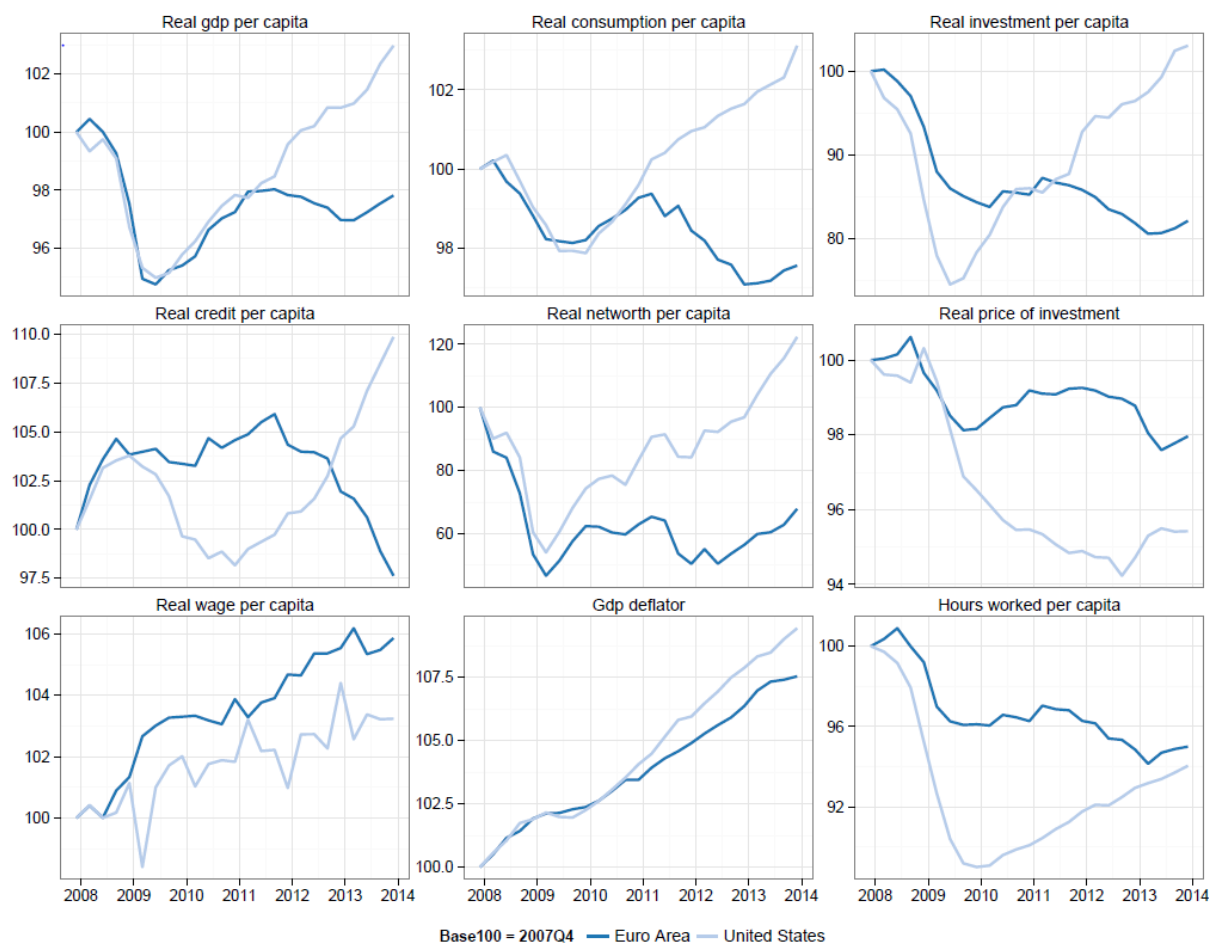 Real gdp per capita
Real consumption per capita
Real investment per capita
102
100
98
96
102
100
98
100
90
80
Real credit per capita
Real networth per capita
Real price of investment
110.0
107.5
105.0
102.5
100.0
97.5
120
100
80
60
100
98
96
94
Real wage per capita
Gdp deflator
Hours worked per capita
106
104
102
100
107.5
105.0
102.5
100.0
100
96
92
2008 2009 2010 2011 2012 2013 2014
2008 2009 2010 2011 2012 2013 2014
2008 2009 2010 2011 2012 2013 2014
Base100 = 2007Q4 Euro Area United States